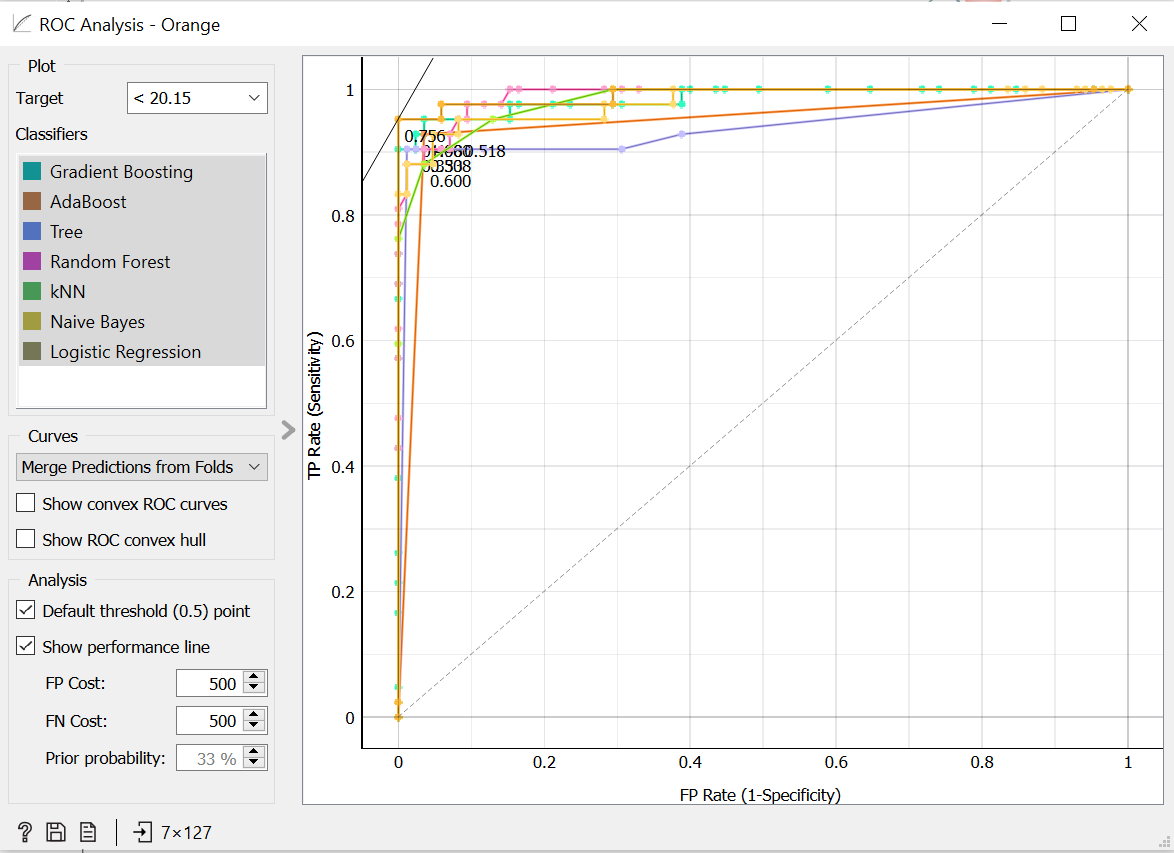 ROC Analysis - Orange
Plot
Target
< 20.15
Classifiers
Gradient Boosting
AdaBoost
Tree
Random Forest
kNN
Naive Bayes
Logistic Regression
Curves
Merge Predictions from Folds
Show convex ROC curves
Show ROC convex hull
Analysis
Default threshold (0.5) point
Show performance line
FP Cost:
500
FN Cost:
500
Prior probability:
33 %
7×127
TP Rate (Sensitivity)
1
0.8
0.6
0.4
0.2
0
0.756
0.518
0.600
0
0.2
0.4
0.6
0.8
1
FP Rate (1-Specificity)